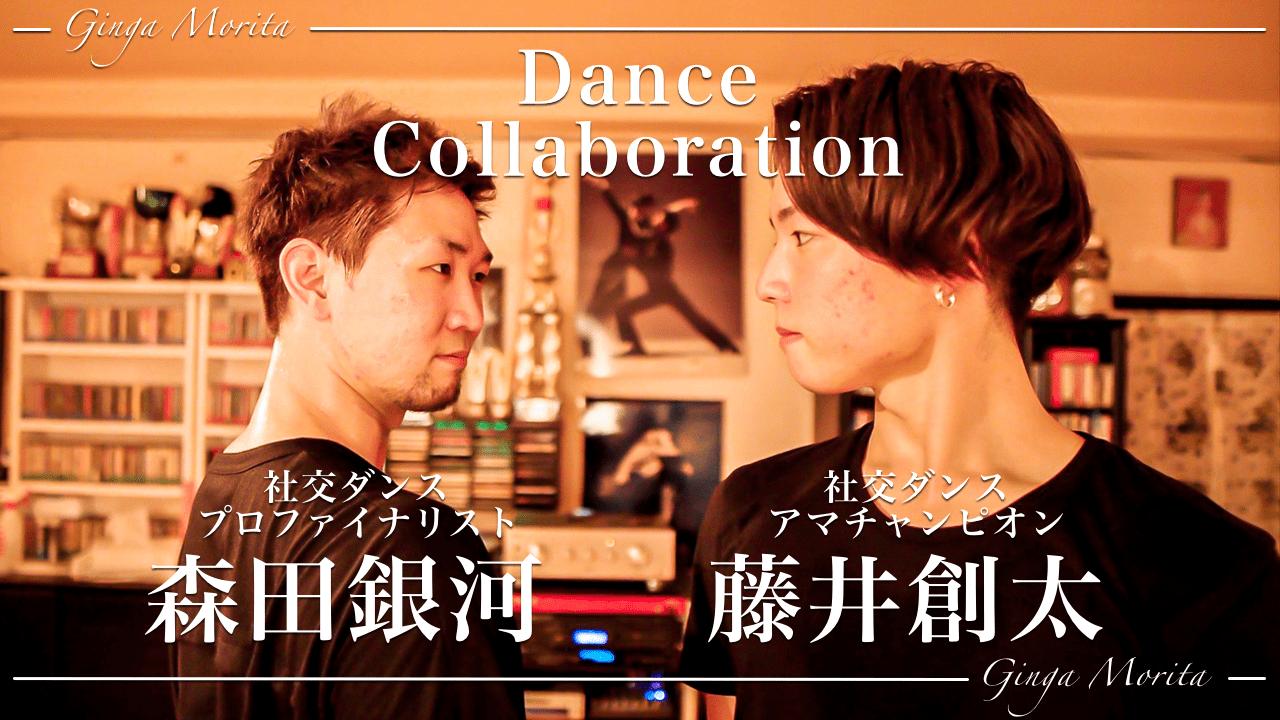 Ginga Morita
Dance
Collaboration
社交ダンス
プロファイナリスト
森田銀河
社交ダンス
アマチャンピオン
藤井創太
Ginga Morita